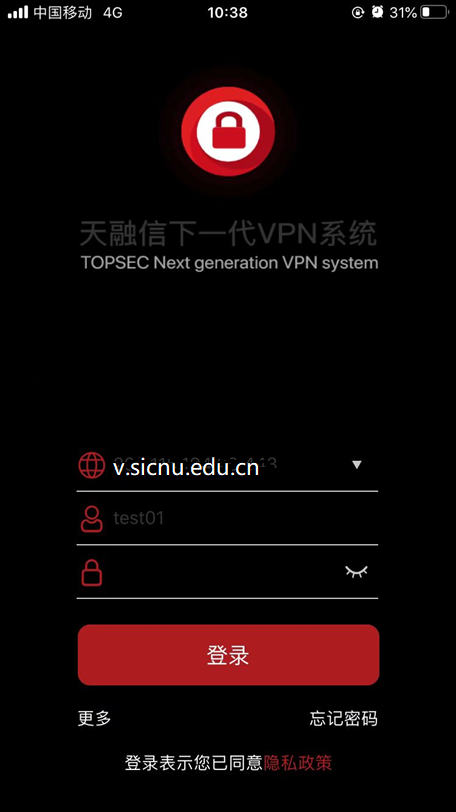 中国移动 4G 10:38 31%
天融信下一代VPN系统
TOPSEC Next generation VPN system
v.sicnu.edu.cn
test01
登录
更多 忘记密码
登录表示您已同意隐私政策